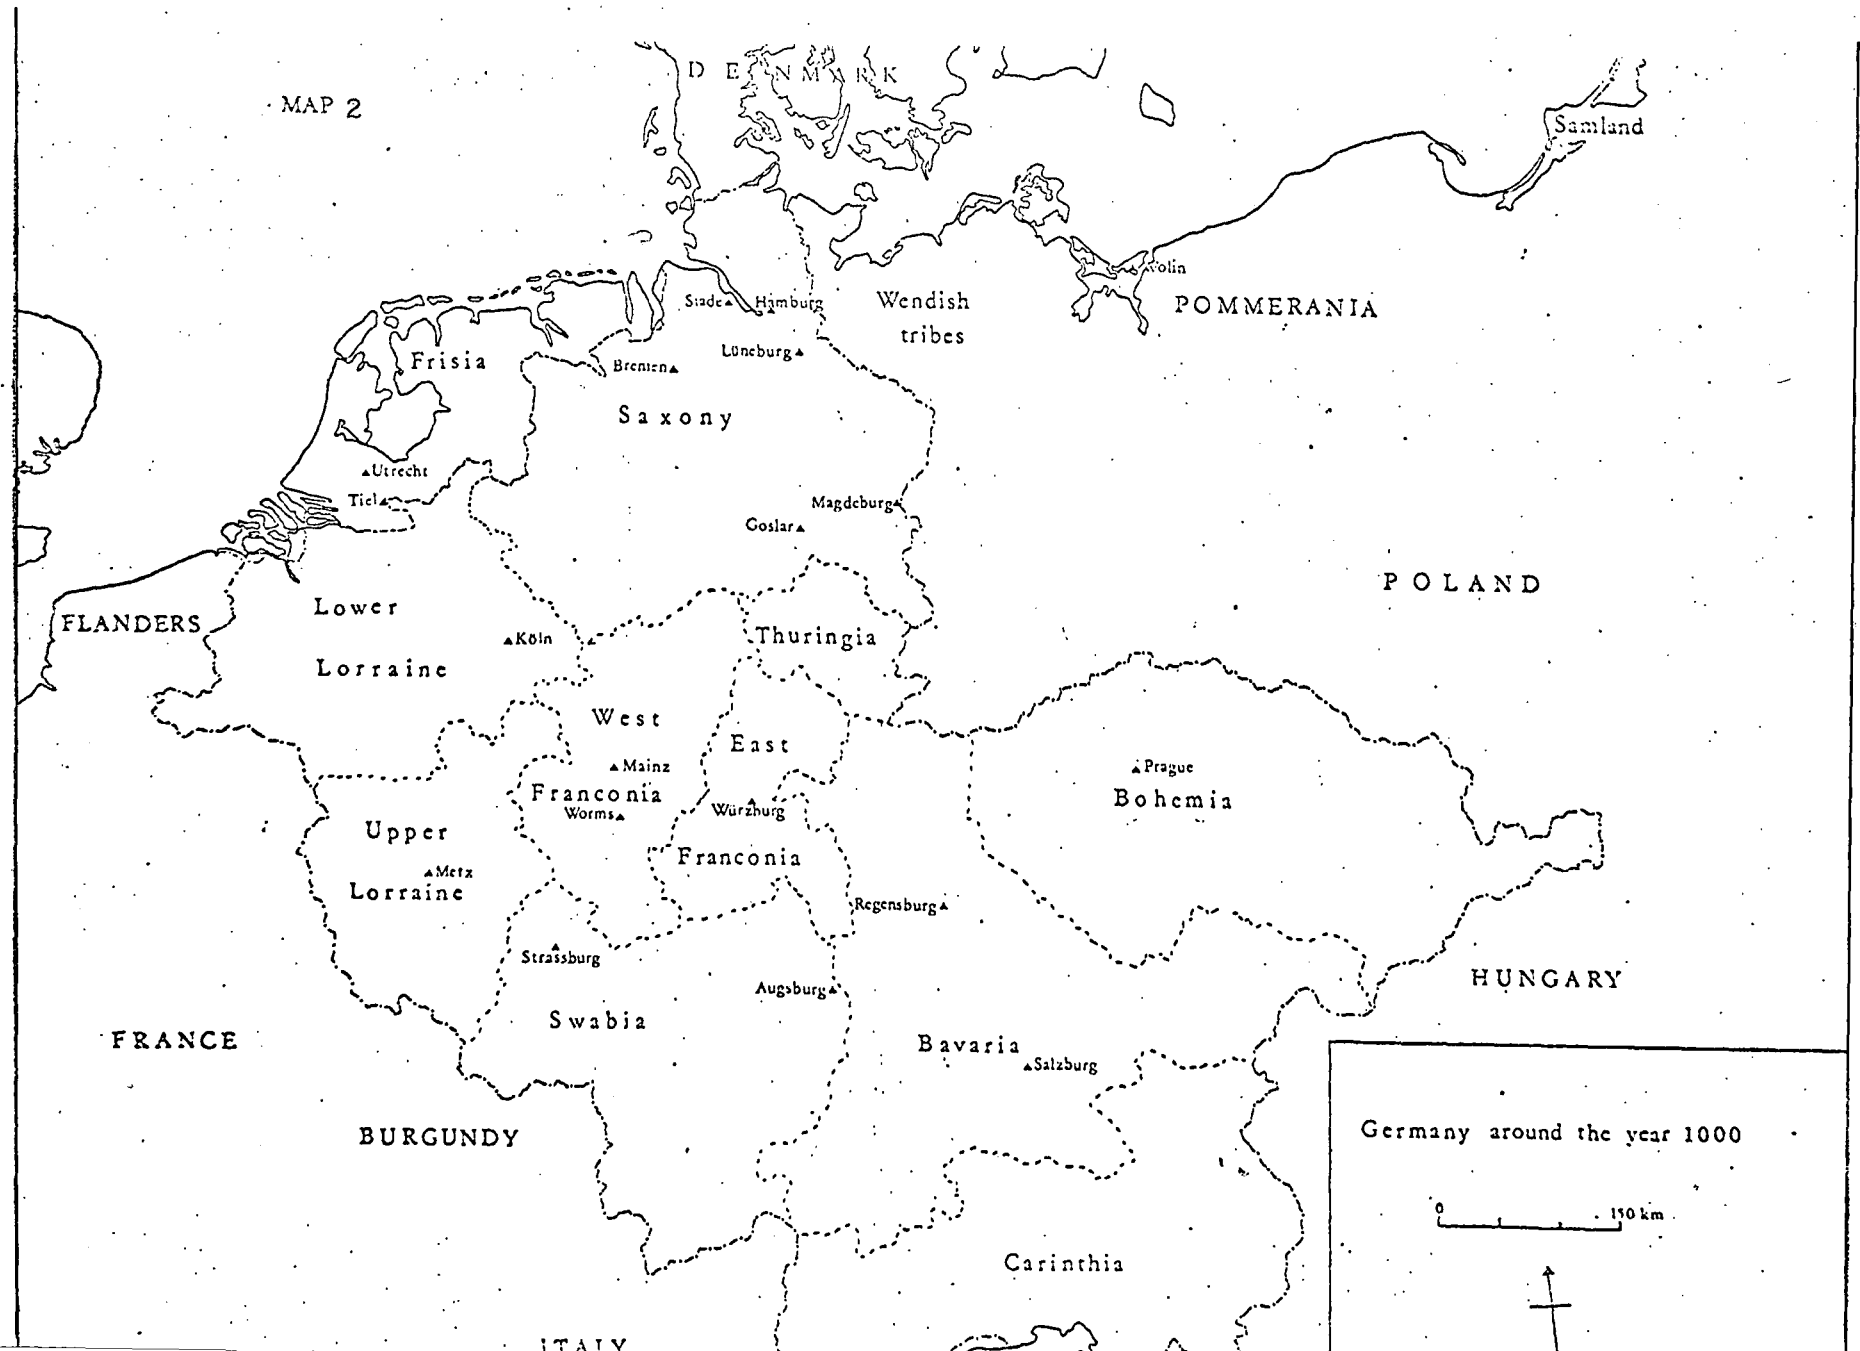 DENMARK
MAP 2
Samland
Wolin
Stade
Hamburg
Wendish
tribes
POMMERANIA
Lüneburg
Frisia
Bremen
Saxony
Utrecht
Tiel
Magdeburg
Goslar
POLAND
Lower
FLANDERS
Köln
Thuringia
Lorraine
West
East
Mainz
Prague
Franconia
Bohemia
Worms
Würzburg
Upper
Franconia
Metz
Lorraine
Regensburg
Strassburg
HUNGARY
Augsburg
Swabia
FRANCE
Bavaria
Salzburg
BURGUNDY
Germany around the year 1000
0 150 km
Carinthia
ITALY